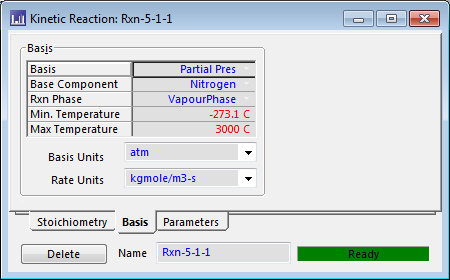 Kinetic Reaction: Rxn-5-1-1
Basis
Basis Partial Pres
Base Component Nitrogen
Rxn Phase VapourPhase
Min. Temperature -273.1 C
Max Temperature 3000 C
Basis Units atm
Rate Units kgmole/m3-s
Stoichiometry Basis Parameters
Delete Name Rxn-5-1-1 Ready